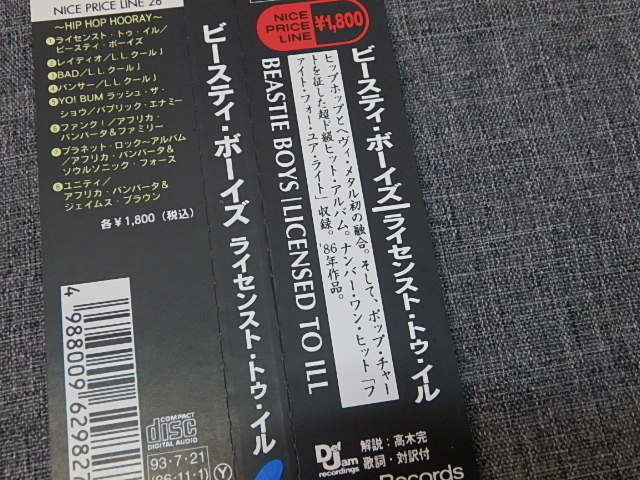 NICE PRICE LINE 26
～HIP HOP HOORAY～
①ライセンスト・トゥ・イル/
ビースティ・ボーイズ
②レイディオ/L.L.クールJ
③BAD/L.L.クールJ
④パンサー/L.L.クールJ
⑤YO! BUM ラッシュ・ザ・
ショウ/パブリック・エナミー
⑥ファンク!/アフリカ・
バンバータ&ファミリー
⑦プラネット・ロック～アルバム
/アフリカ・バンバータ&
ソウルソニック・フォース
⑧ユニティ/
アフリカ・バンバータ&
ジェイムス・ブラウン
各¥1,800(税込)
4 988009 62982
COMPACT
disc
DIGITAL AUDIO
93・7・21
Y
ビースティ・ボーイズ ライセンスト・トゥ・イル
NICE
PRICE
LINE
¥1,800
ビースティ・ボーイズ/ライセンスト・トゥ・イル
ヒップホップとヘヴィ・メタル初の融合。そして、ポップ・チャー
トを征した超ド級ヒット・アルバム。ナンバー・ワン・ヒット「フ
ァイト・フォー・ユア・ライト」収録。'86年作品。
BEASTIE BOYS/LICENSED TO ILL
Def Jam
recordings
解説:高木完
歌詞・対訳付
Records